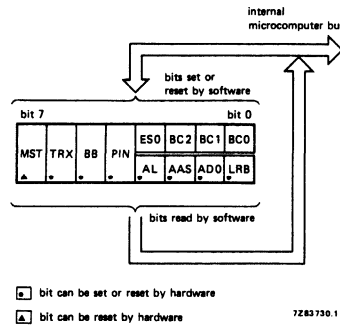 internal
microcomputer bu
bits set or
reset by software
bit 7 bit 0
MST TRX BB PIN ES0 BC2 BC1 BC0
AL AAS AD0 LRB
bits read by software
bit can be set or reset by hardware
bit can be reset by hardware
7Z83730.1